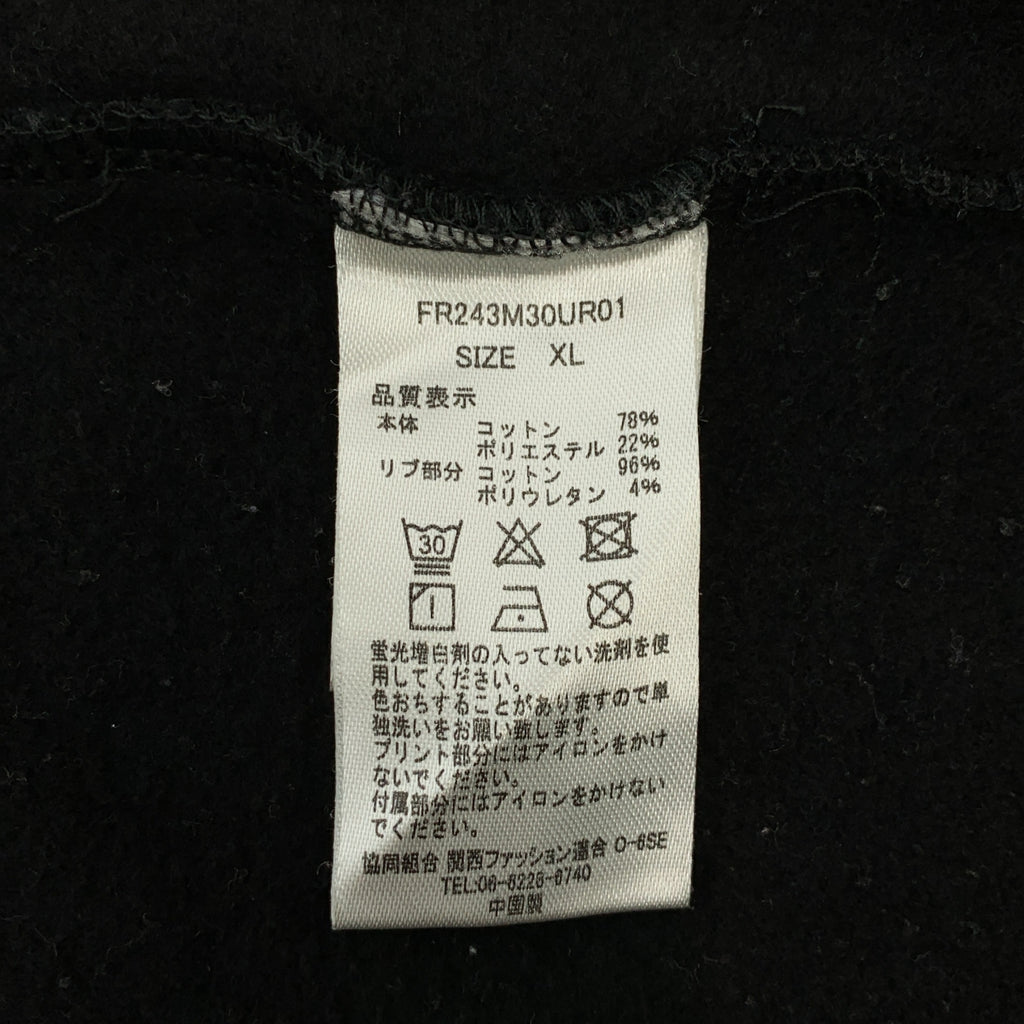 FR243M30UR01
SIZE XL
品質表示
本体 コットン 78%
ポリエステル 22%
リブ部分 コットン 96%
ポリウレタン 4%
30
蛍光増白剤の入ってない洗剤を使
用してください。
色おちすることがありますので単
独洗いをお願い致します。
プリント部分にはアイロンをかけ
ないでください。
付属部分にはアイロンをかけない
でください。
協同組合 関西ファッション連合 O-6SE
TEL:06-6228-6740
中国製